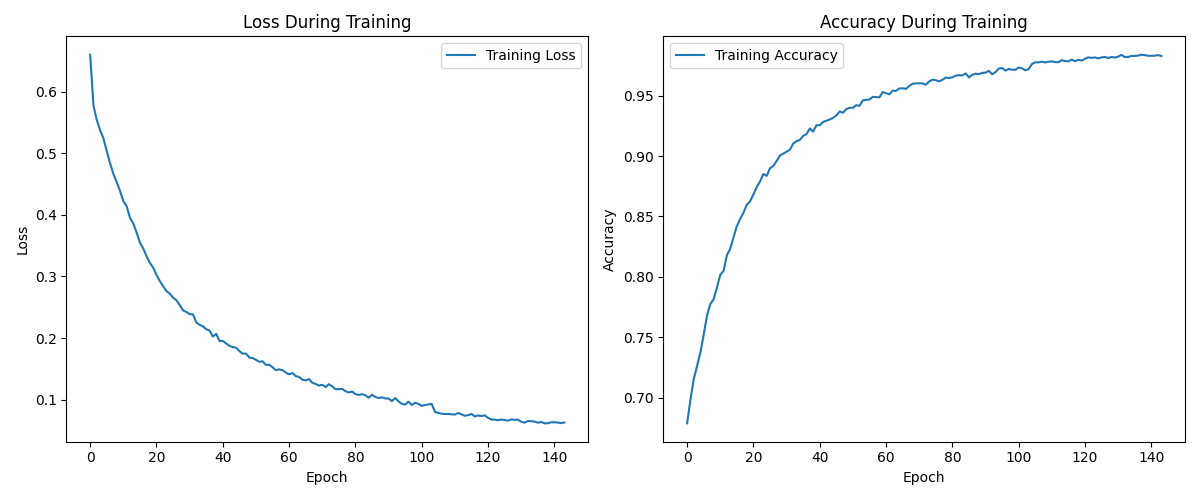 Loss During Training
Training Loss
0.6
0.5
0.4
0.3
0.2
0.1
Loss
0 20 40 60 80 100 120 140
Epoch
Accuracy During Training
Training Accuracy
0.95
0.90
0.85
0.80
0.75
0.70
Accuracy
0 20 40 60 80 100 120 140
Epoch